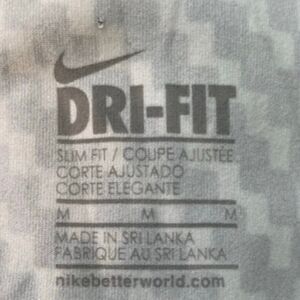 DRI-FIT
SLIM FIT / COUPE AJUSTÉE
CORTE AJUSTADO
CORTE ELEGANTE
M M M
MADE IN SRI LANKA
FABRIQUE AU SRI LANKA
nikebetterworld.com